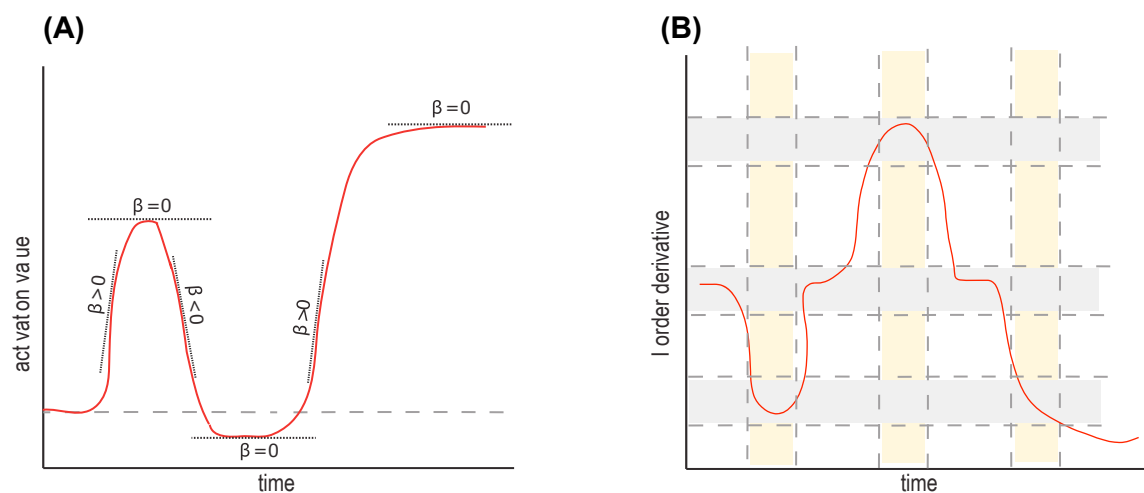 (A)
(B)
β=0
β=0
β>0
β<0
β>0
β=0
act vat on va ue
time
I order derivative
time